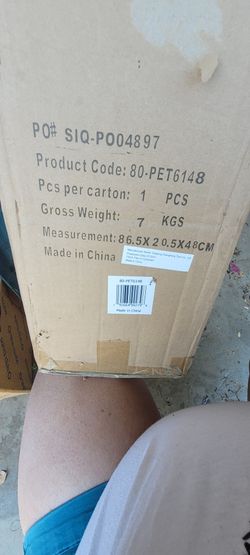 PO# SIQ-PO04897
Product Code: 80-PET6148
Pcs per carton: 1 PCS
Gross Weight: 7 KGS
Measurement: 86.5X20.5X48CM
Made in China
80-PET6148
Made in China